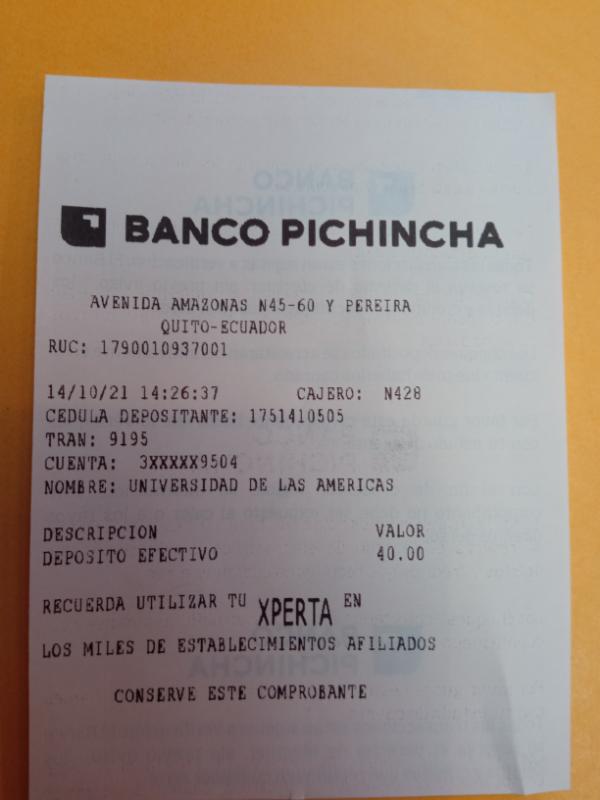 BANCO PICHINCHA
AVENIDA AMAZONAS N45-60 Y PEREIRA
QUITO-ECUADOR
RUC: 1790010937001
14/10/21 14:26:37 CAJERO: N428
CEDULA DEPOSITANTE: 1751410505
TRAN: 9195
CUENTA: 3XXXXX9504
NOMBRE: UNIVERSIDAD DE LAS AMERICAS
DESCRIPCION VALOR
DEPOSITO EFECTIVO 40.00
RECUERDA UTILIZAR TU XPERTA EN
LOS MILES DE ESTABLECIMIENTOS AFILIADOS
CONSERVE ESTE COMPROBANTE